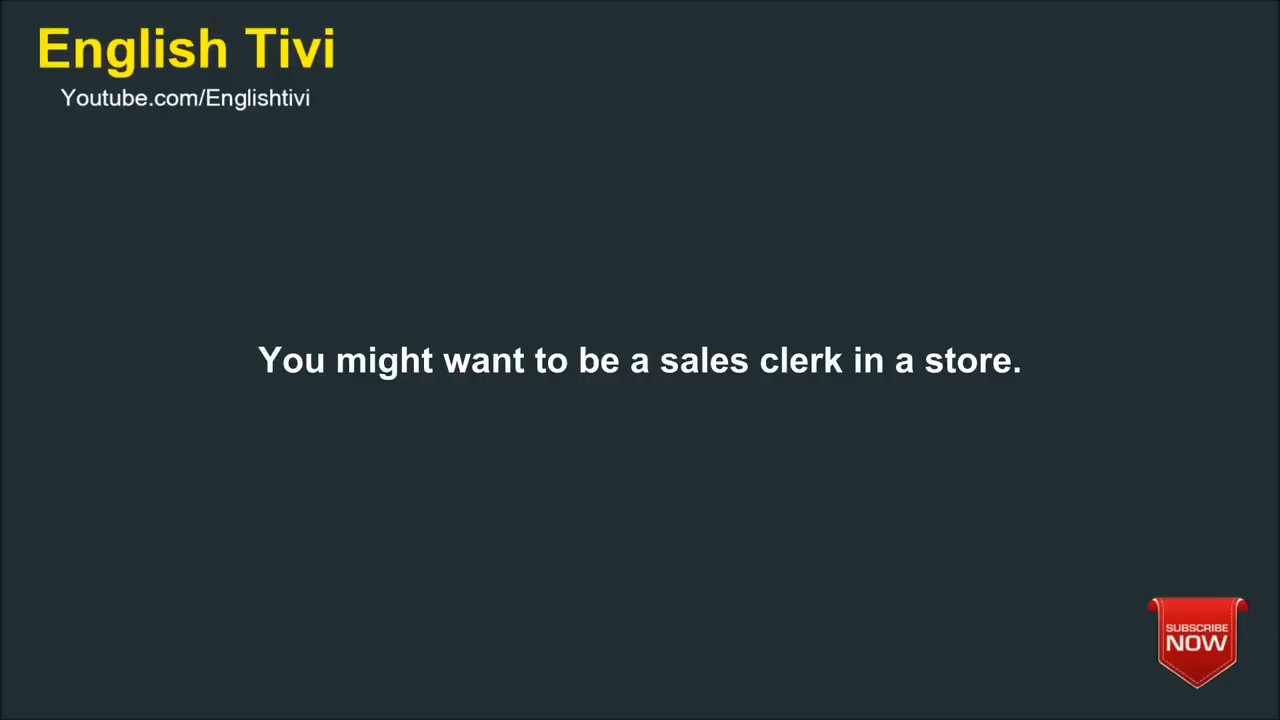 English Tivi
Youtube.com/Englishtivi
You might want to be a sales clerk in a store.
SUBSCRIBE
NOW